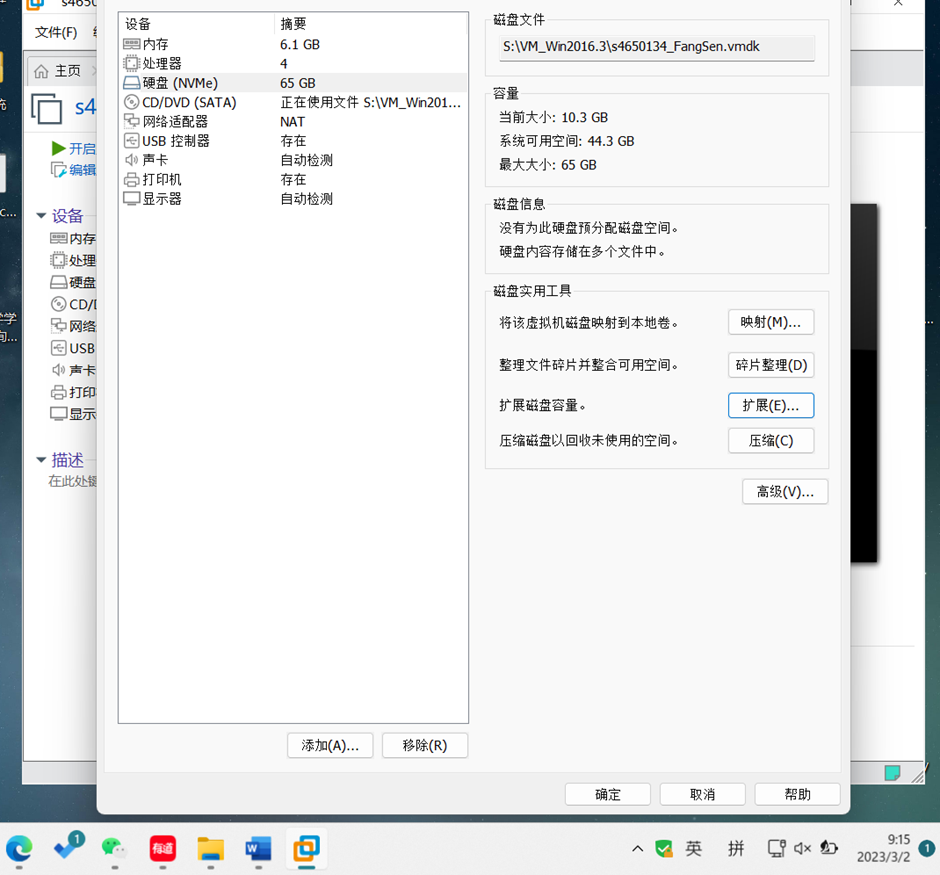 s4650
文件(F)
主页
s4
开启
编辑
设备
内存
处理
硬盘
CD/D
网络
USB
声卡
打印
显示
描述
在此处键
设备 摘要
内存 6.1 GB
处理器 4
硬盘 (NVMe) 65 GB
CD/DVD (SATA) 正在使用文件 S:\VM_Win201...
网络适配器 NAT
USB 控制器 存在
声卡 自动检测
打印机 存在
显示器 自动检测
添加(A)...
移除(R)
磁盘文件
S:\VM_Win2016.3\s4650134_FangSen.vmdk
容量
当前大小: 10.3 GB
系统可用空间: 44.3 GB
最大大小: 65 GB
磁盘信息
没有为此硬盘预分配磁盘空间。
硬盘内容存储在多个文件中。
磁盘实用工具
将该虚拟机磁盘映射到本地卷。 映射(M)...
整理文件碎片并整合可用空间。 碎片整理(D)
扩展磁盘容量。 扩展(E)...
压缩磁盘以回收未使用的空间。 压缩(C)
高级(V)...
确定
取消
帮助
1
有道
W
英
拼
9:15
2023/3/2
1